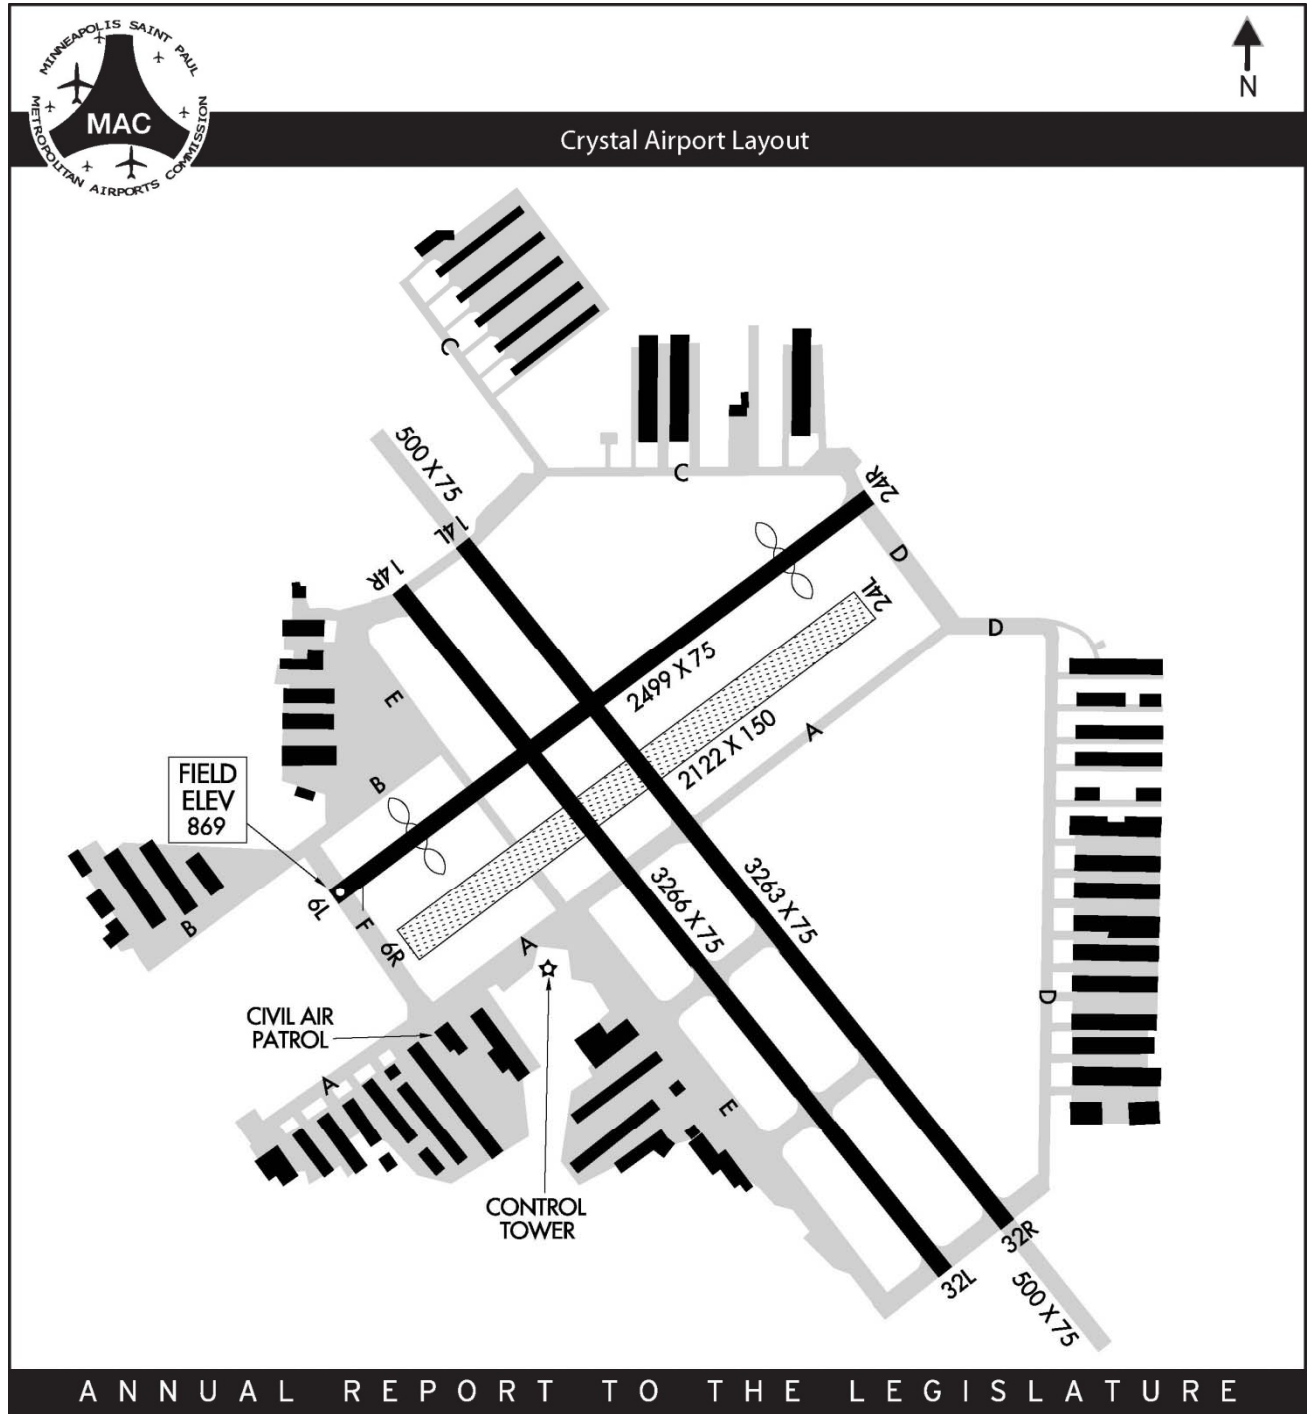 MINNEAPOLIS SAINT PAUL
METROPOLITAN AIRPORTS COMMISSION
MAC
N
Crystal Airport Layout
C
500 X 75
C
24R
14L
14R
D
24L
D
E
2499 X 75
2122 X 150
A
B
FIELD
ELEV
869
3266 X 75
3263 X 75
6L
F
B
6R
A
D
CIVIL AIR
PATROL
A
E
CONTROL
TOWER
32R
32L
500 X 75
ANNUAL REPORT TO THE LEGISLATURE